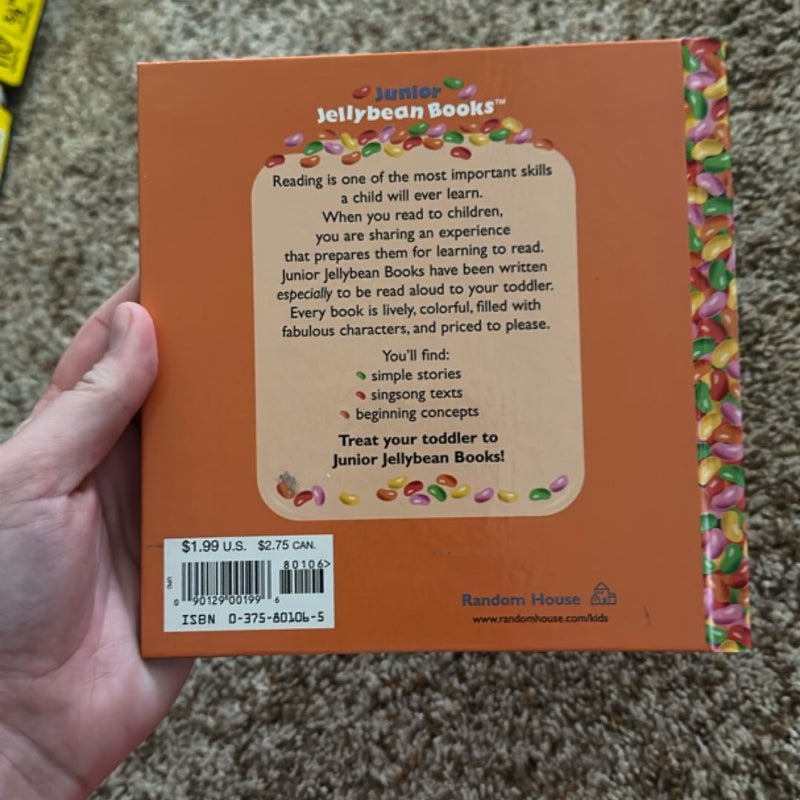 Junior
Jellybean Books™
Reading is one of the most important skills
a child will ever learn.
When you read to children,
you are sharing an experience
that prepares them for learning to read.
Junior Jellybean Books have been written
especially to be read aloud to your toddler.
Every book is lively, colorful, filled with
fabulous characters, and priced to please.
You'll find:
simple stories
singsong texts
beginning concepts
Treat your toddler to
Junior Jellybean Books!
$1.99 U.S. $2.75 CAN.
80106>
UPC
0 90129 00199 6
ISBN 0-375-80106-5
Random House
www.randomhouse.com/kids